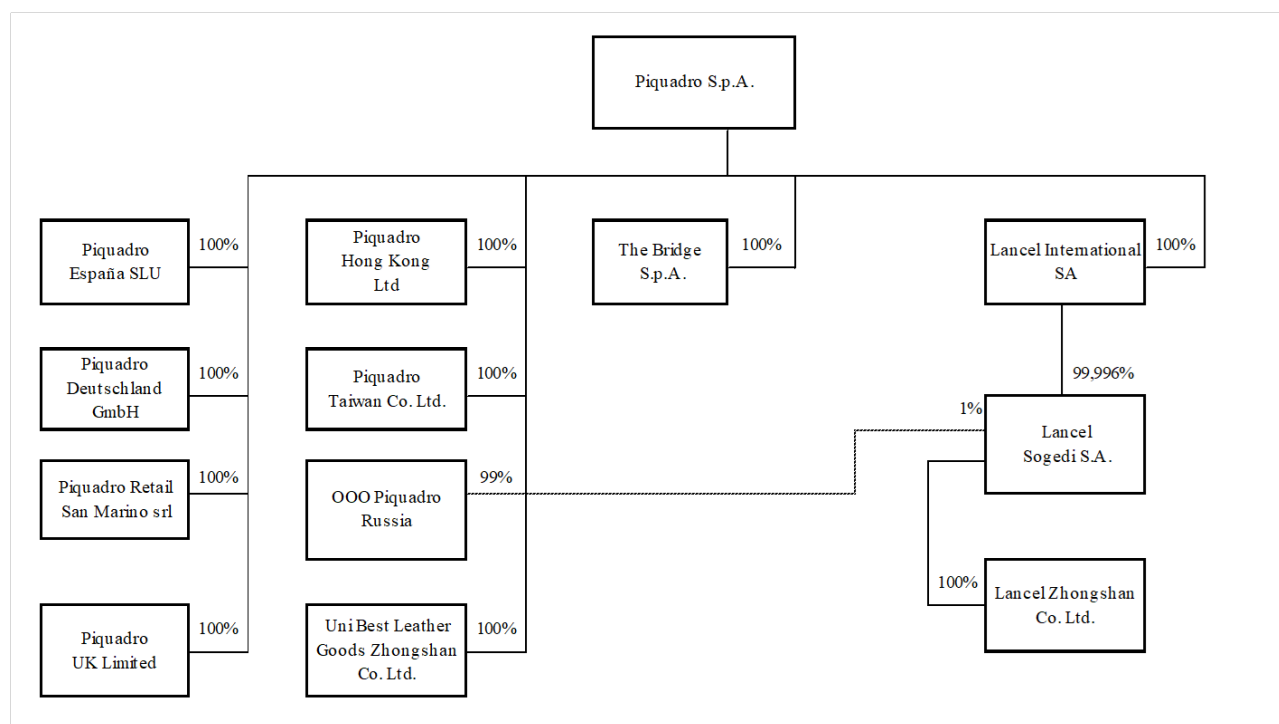 Piquadro S.p.A.
Piquadro
España SLU
100%
Piquadro
Hong Kong
Ltd
100%
The Bridge
S.p.A.
100%
Lancel International
SA
100%
Piquadro
Deutschland
GmbH
100%
Piquadro
Taiwan Co. Ltd.
100%
99,996%
Piquadro Retail
San Marino srl
100%
OOO Piquadro
Russia
99%
1%
Lancel
Sogedi S.A.
Piquadro
UK Limited
100%
Uni Best Leather
Goods Zhongshan
Co. Ltd.
100%
100%
Lancel Zhongshan
Co. Ltd.